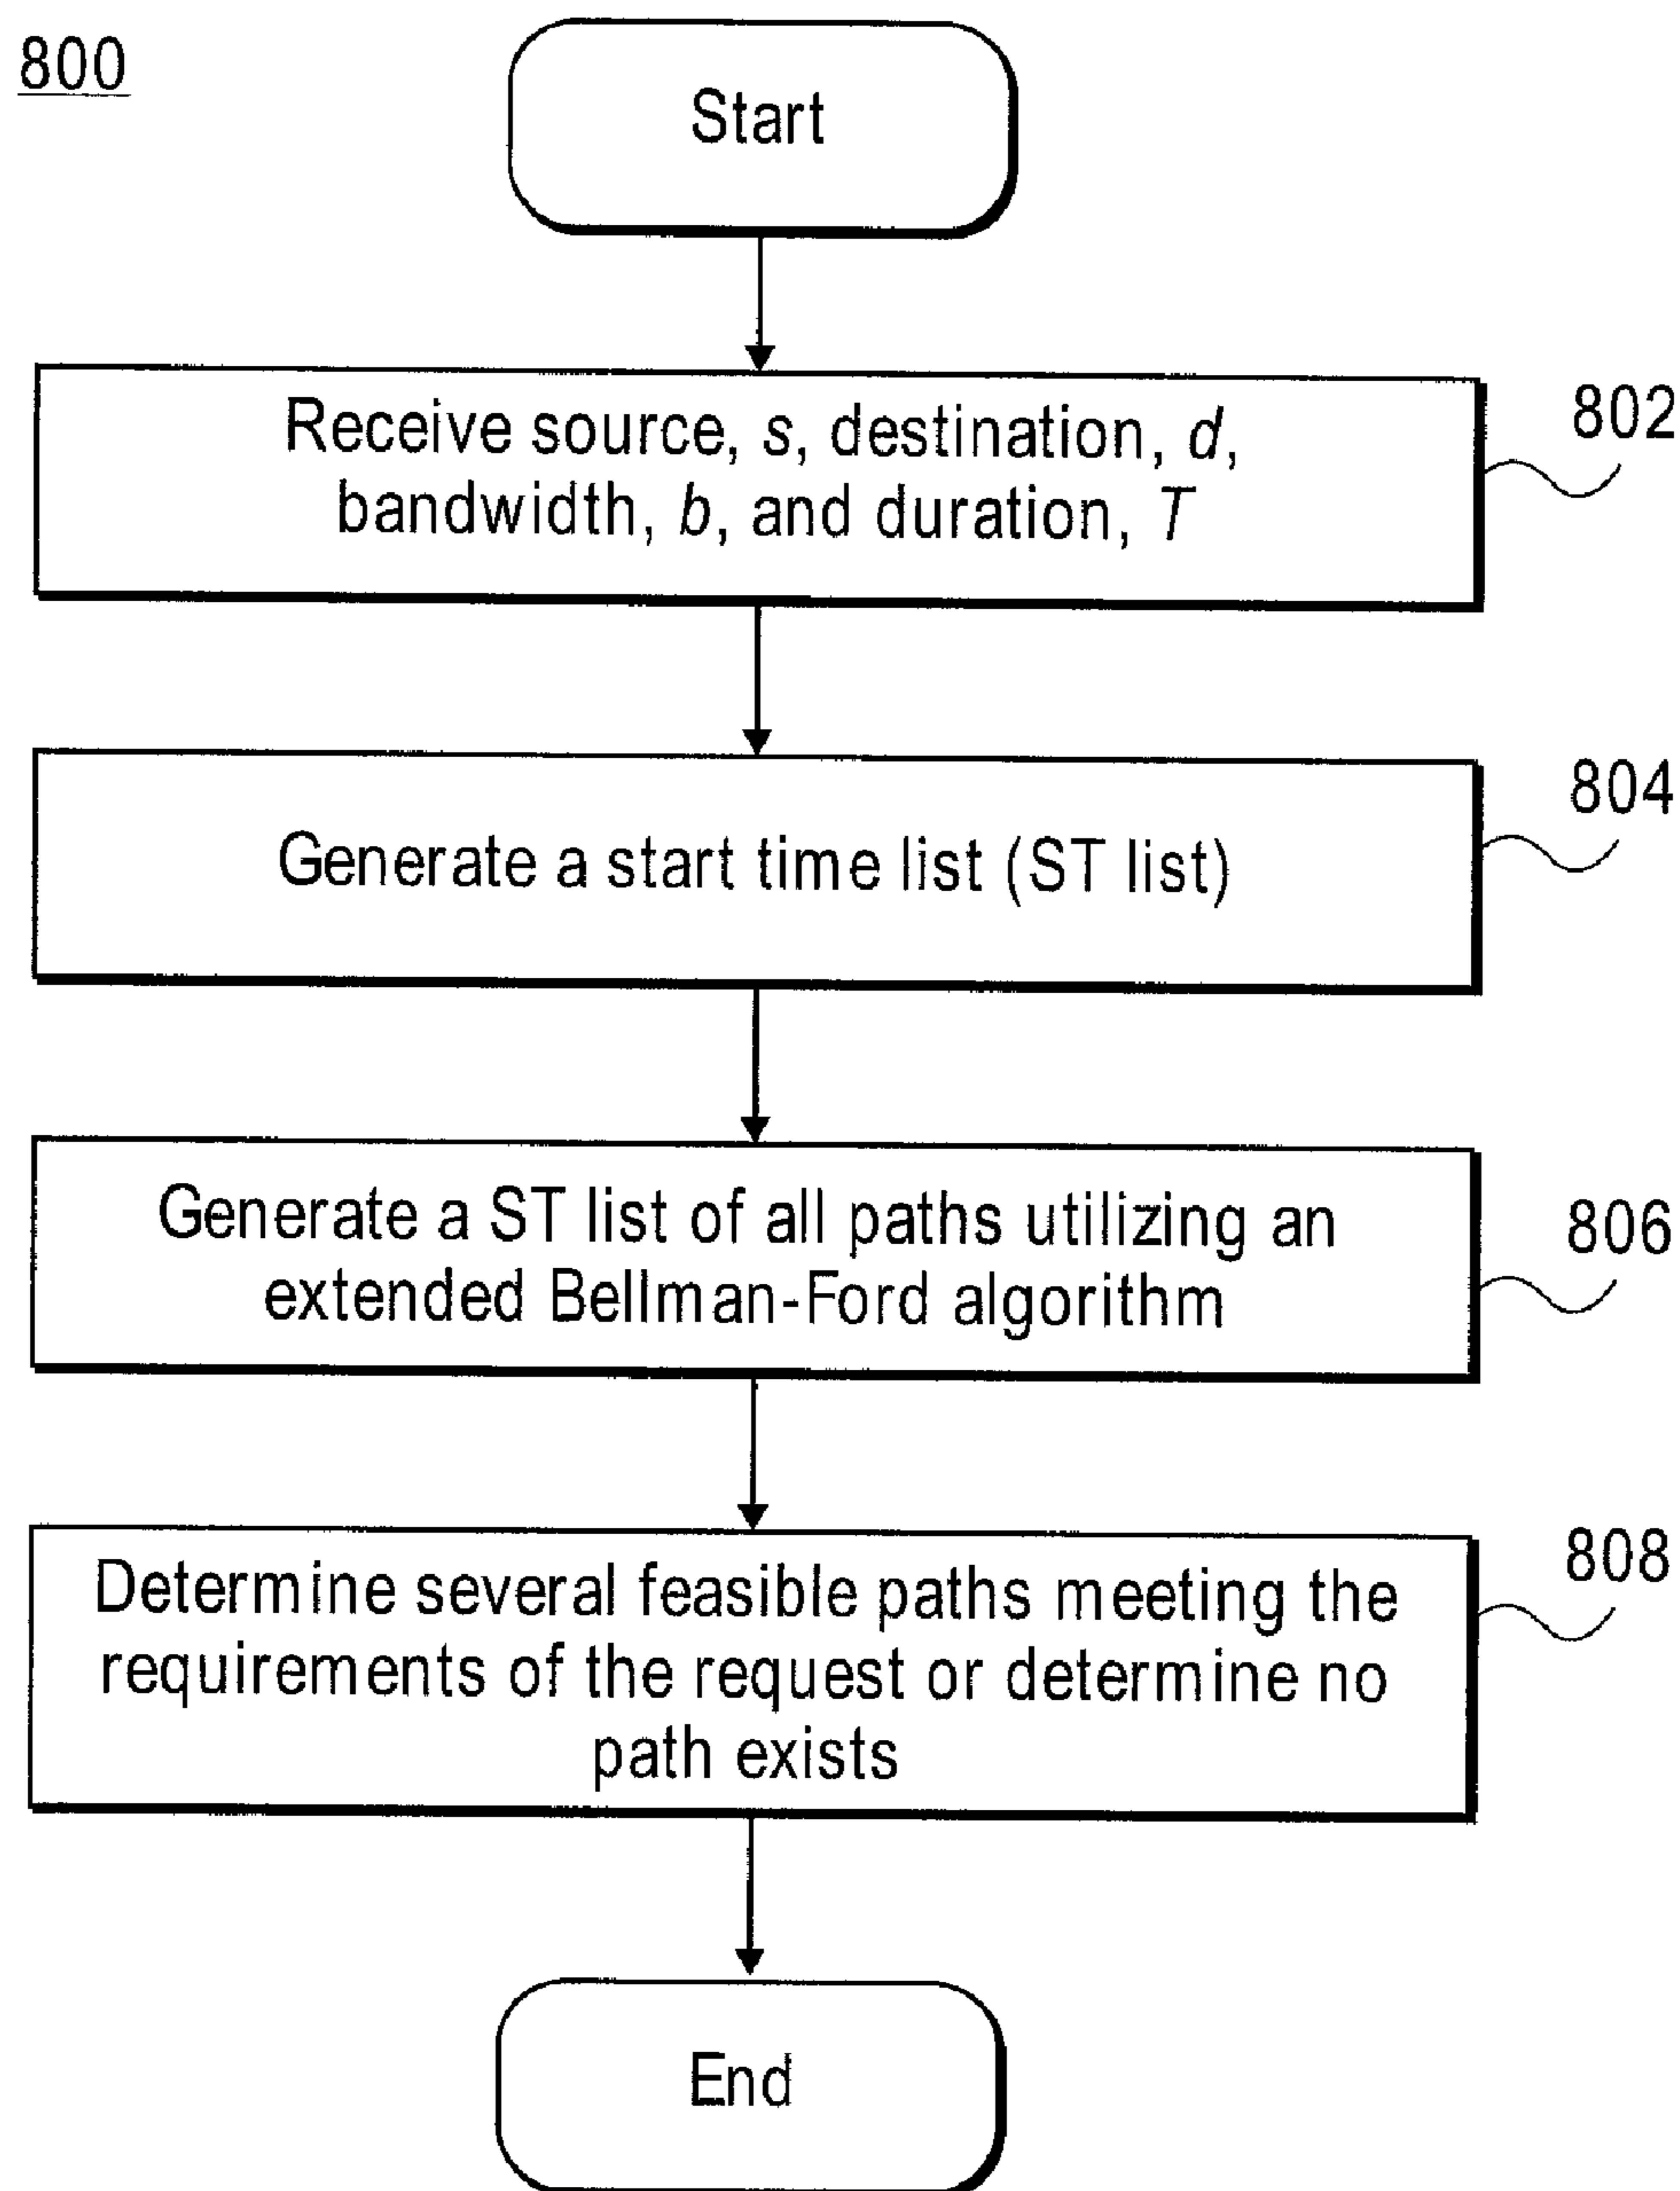 800
Start
Receive source, s, destination, d,
bandwidth, b, and duration, T
802
Generate a start time list (ST list)
804
Generate a ST list of all paths utilizing an
extended Bellman-Ford algorithm
806
Determine several feasible paths meeting the
requirements of the request or determine no
path exists
808
End